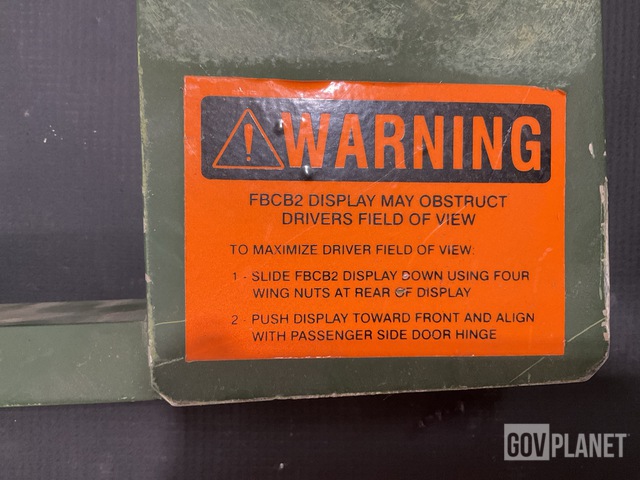 WARNING
FBCB2 DISPLAY MAY OBSTRUCT
DRIVERS FIELD OF VIEW
TO MAXIMIZE DRIVER FIELD OF VIEW:
1 - SLIDE FBCB2 DISPLAY DOWN USING FOUR
WING NUTS AT REAR OF DISPLAY
2 - PUSH DISPLAY TOWARD FRONT AND ALIGN
WITH PASSENGER SIDE DOOR HINGE
GOVPLANET